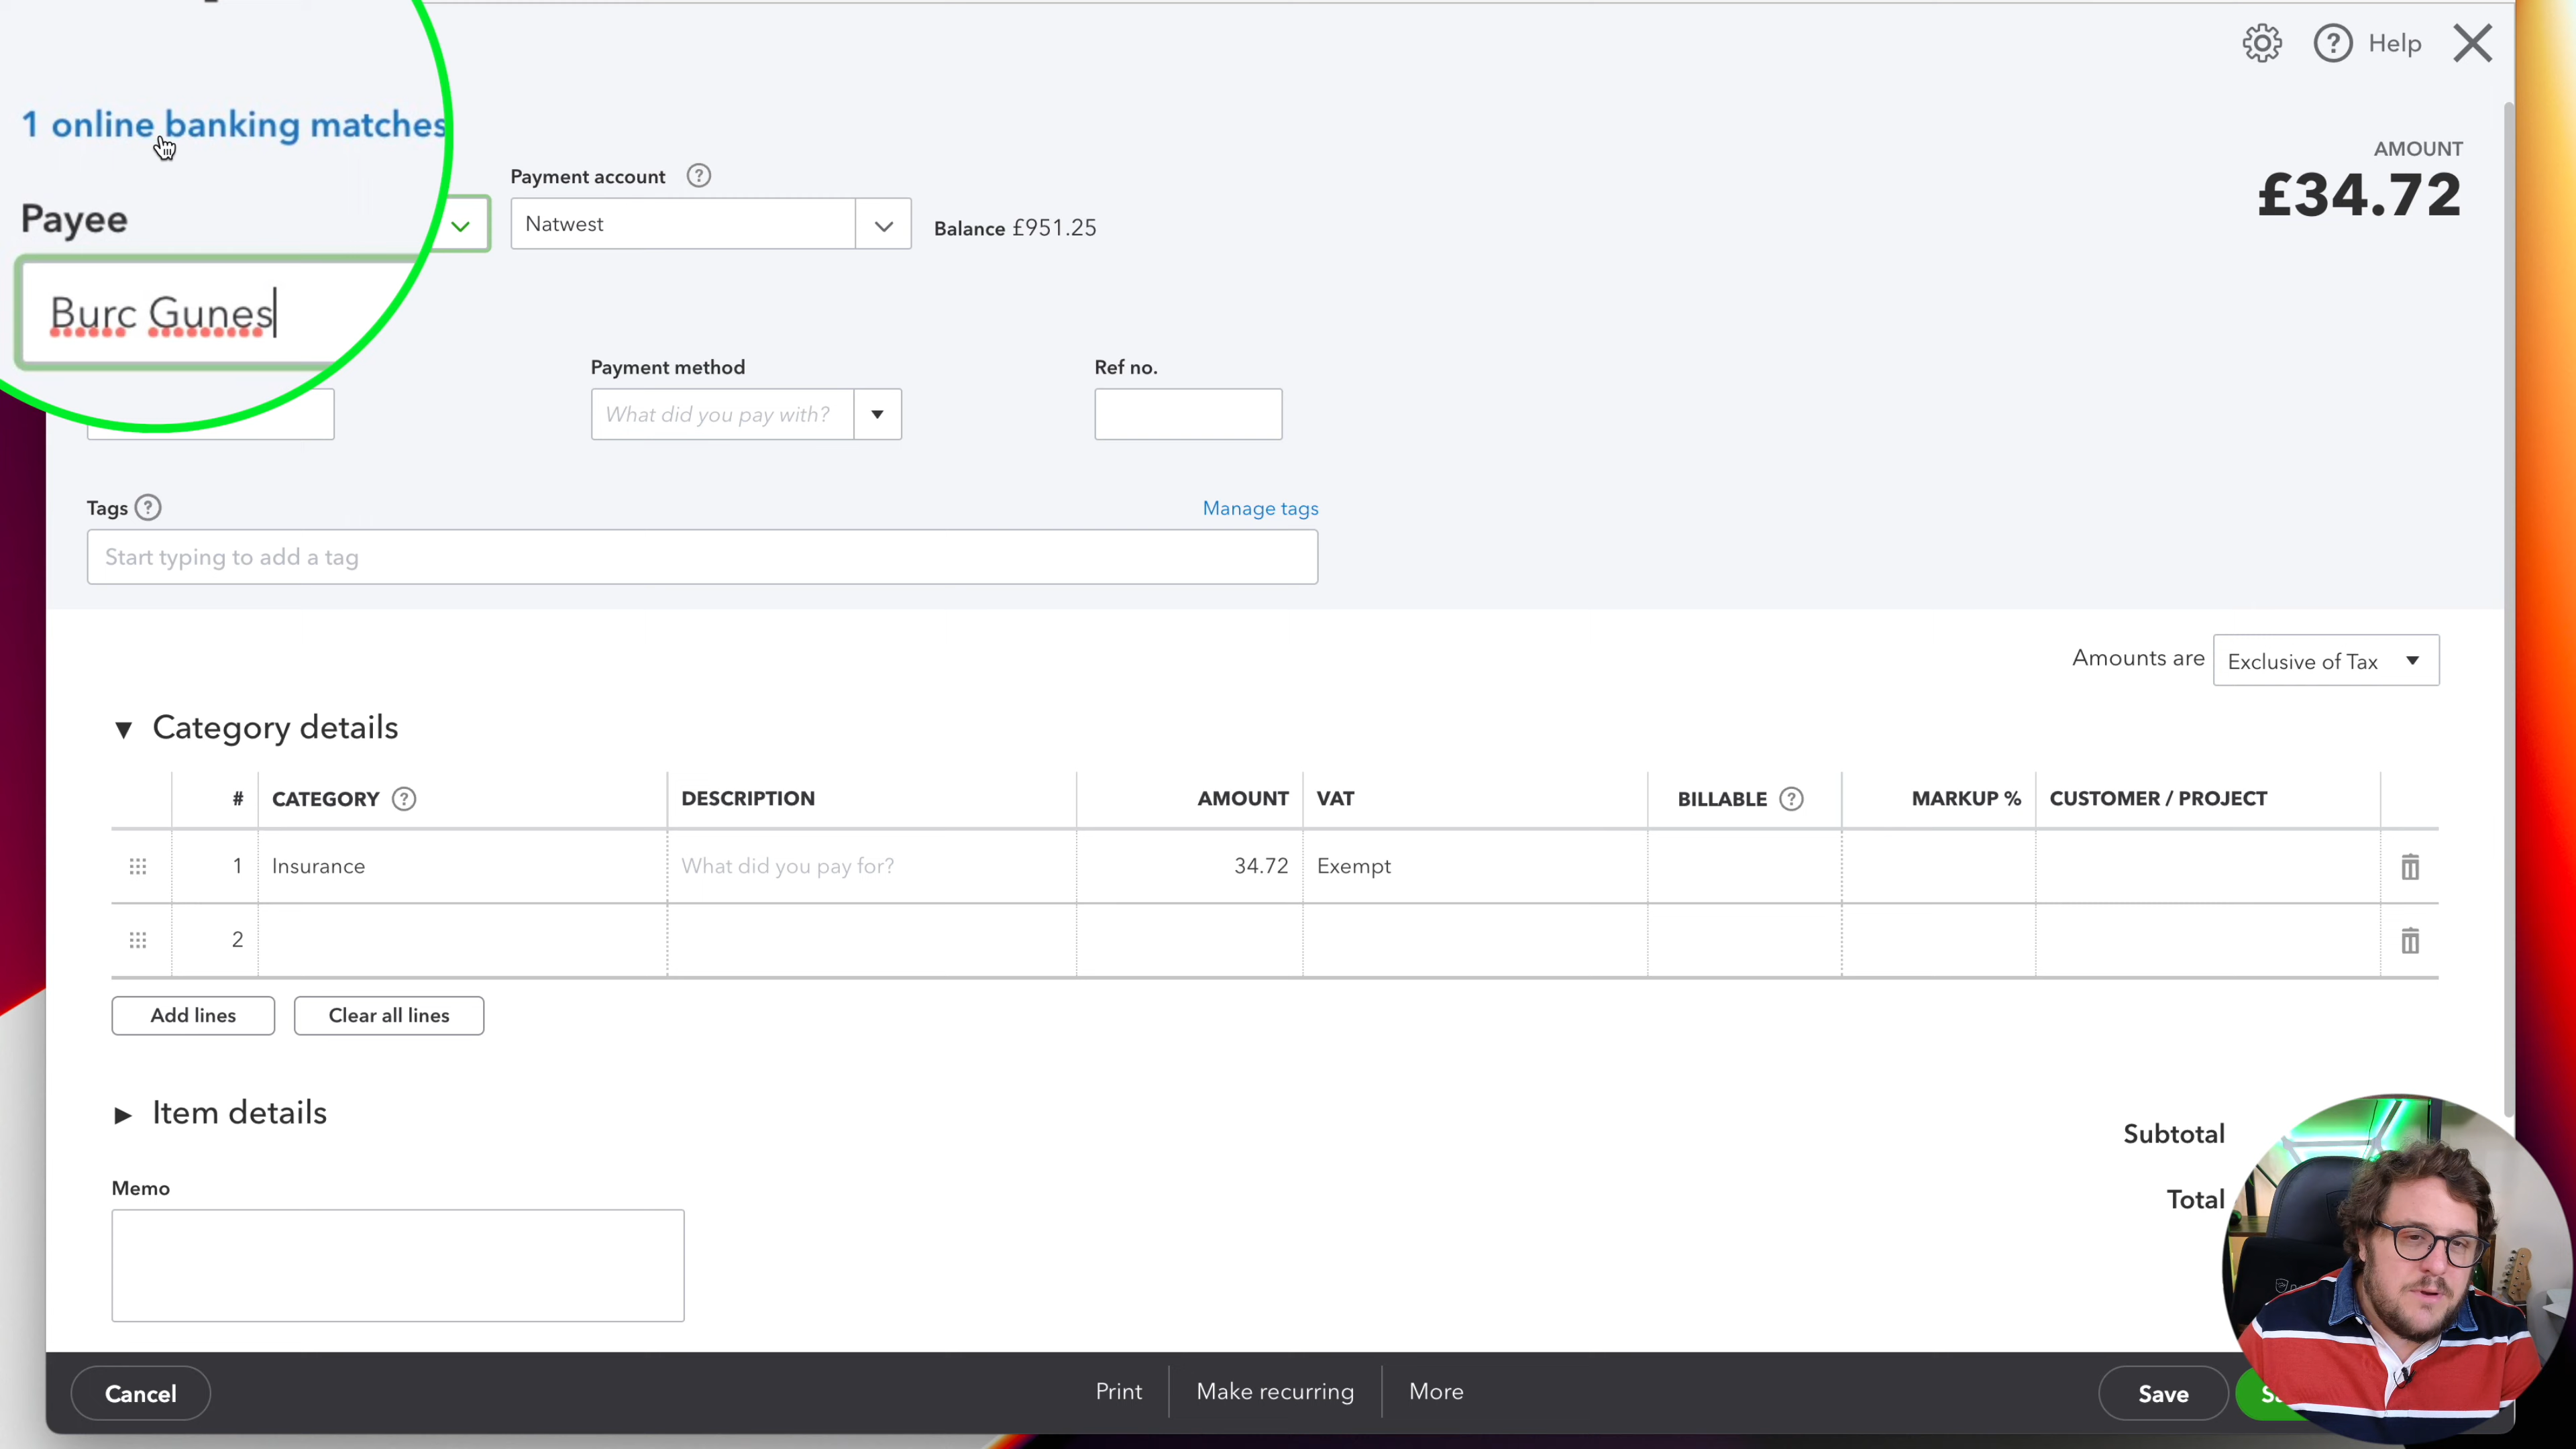 Help
1 online banking matches
AMOUNT
£34.72
Payee
Payment account
Burc Gunes
Natwest
Balance £951.25
Payment method
Ref no.
What did you pay with?
Tags
Manage tags
Start typing to add a tag
Amounts are
Exclusive of Tax
Category details
# CATEGORY DESCRIPTION AMOUNT VAT BILLABLE MARKUP % CUSTOMER / PROJECT
1 Insurance What did you pay for? 34.72 Exempt
2
Add lines Clear all lines
Item details
Subtotal
Memo
Total
Cancel Print Make recurring More Save